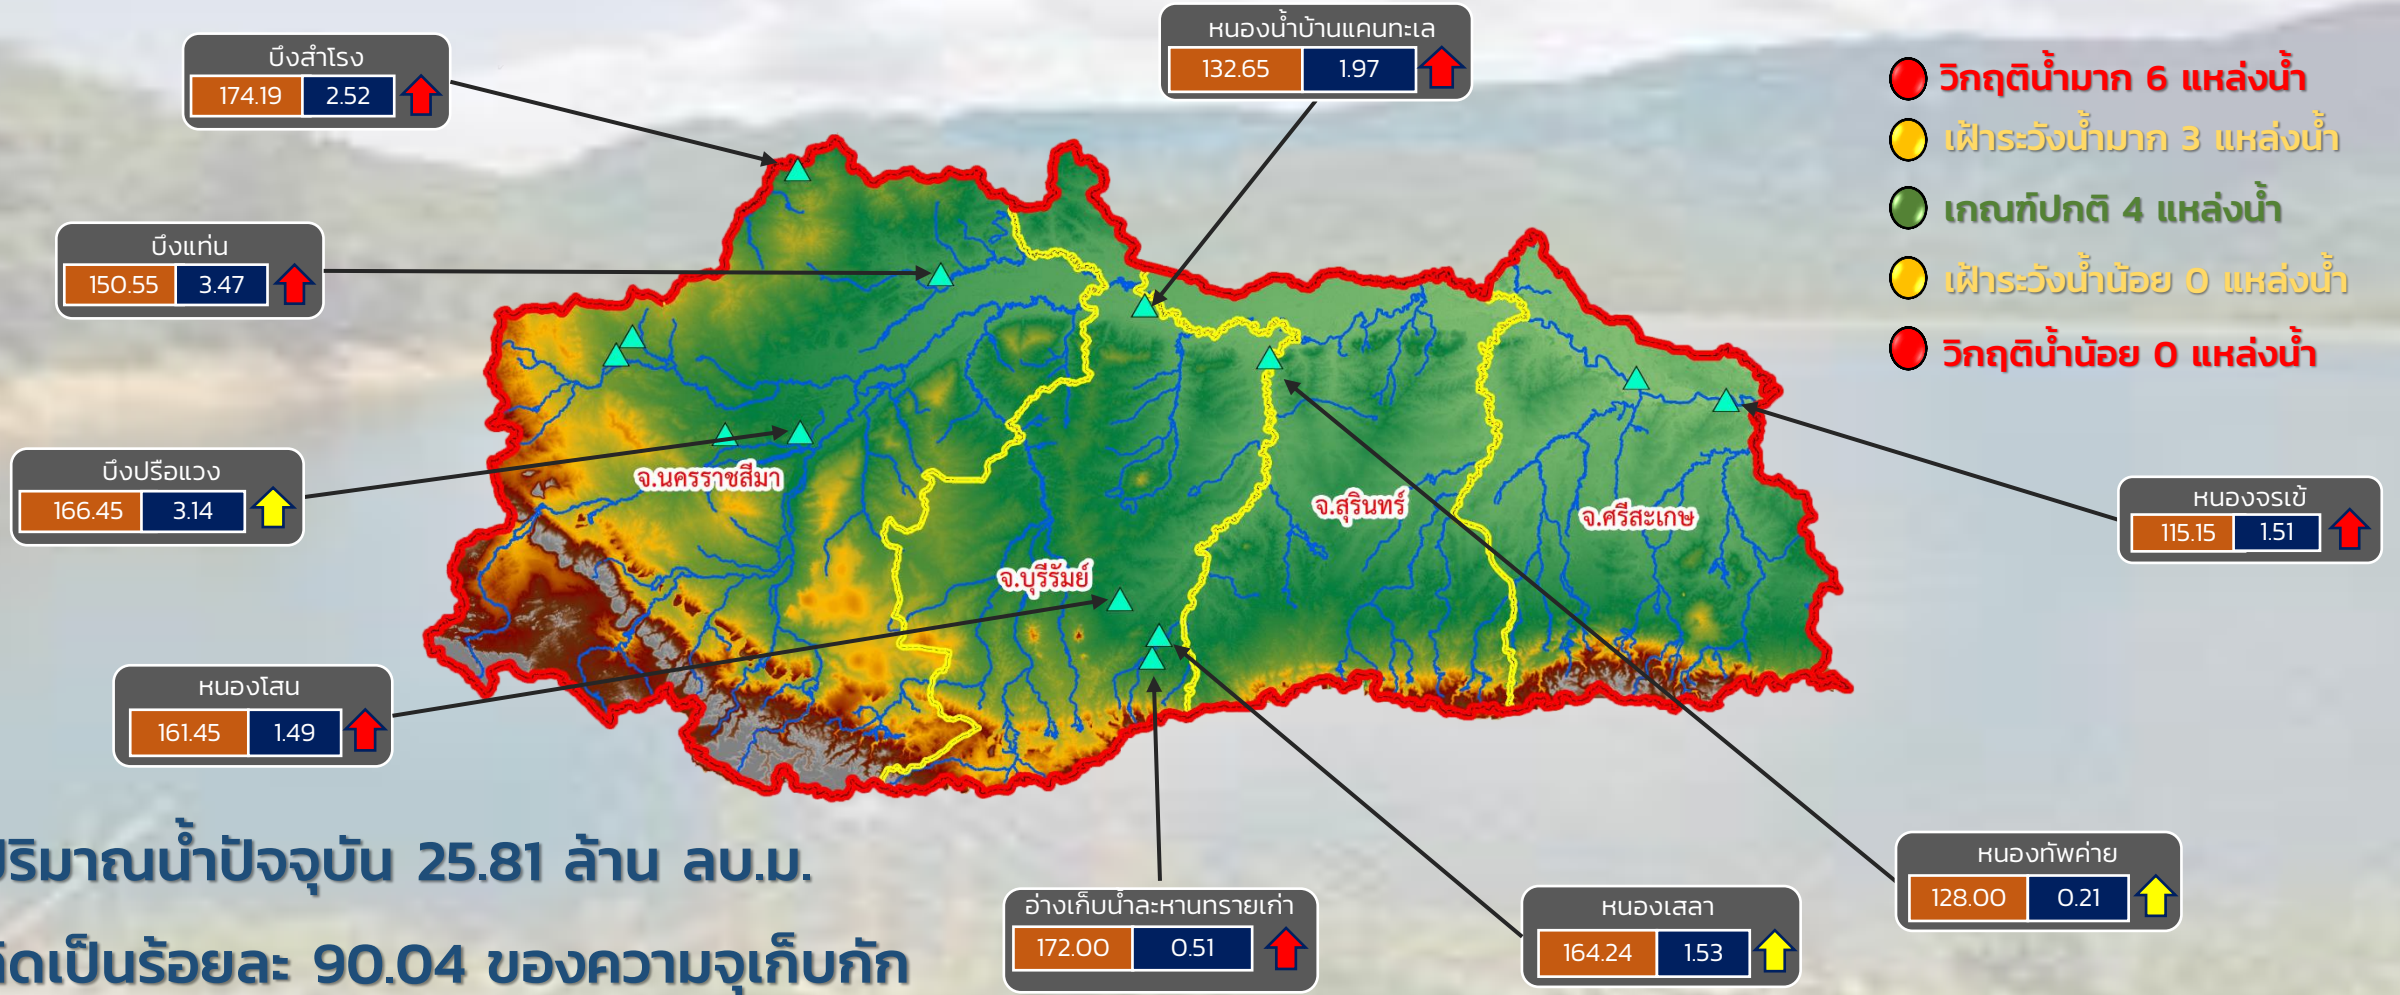 บึงสำโรง
174.19 2.52
หนองน้ำบ้านแคนทะเล
132.65 1.97
วิกฤติน้ำมาก 6 แหล่งน้ำ
เฝ้าระวังน้ำมาก 3 แหล่งน้ำ
เกณฑ์ปกติ 4 แหล่งน้ำ
เฝ้าระวังน้ำน้อย 0 แหล่งน้ำ
วิกฤติน้ำน้อย 0 แหล่งน้ำ
บึงแท่น
150.55 3.47
บึงปรือแวง
166.45 3.14
จ.นครราชสีมา
จ.สุรินทร์
จ.ศรีสะเกษ
จ.บุรีรัมย์
หนองจรเข้
115.15 1.51
หนองโสน
161.45 1.49
ปริมาณน้ำปัจจุบัน 25.81 ล้าน ลบ.ม.
คิดเป็นร้อยละ 90.04 ของความจุเก็บกัก
อ่างเก็บน้ำละหานทรายเก่า
172.00 0.51
หนองเสลา
164.24 1.53
หนองทัพค่าย
128.00 0.21